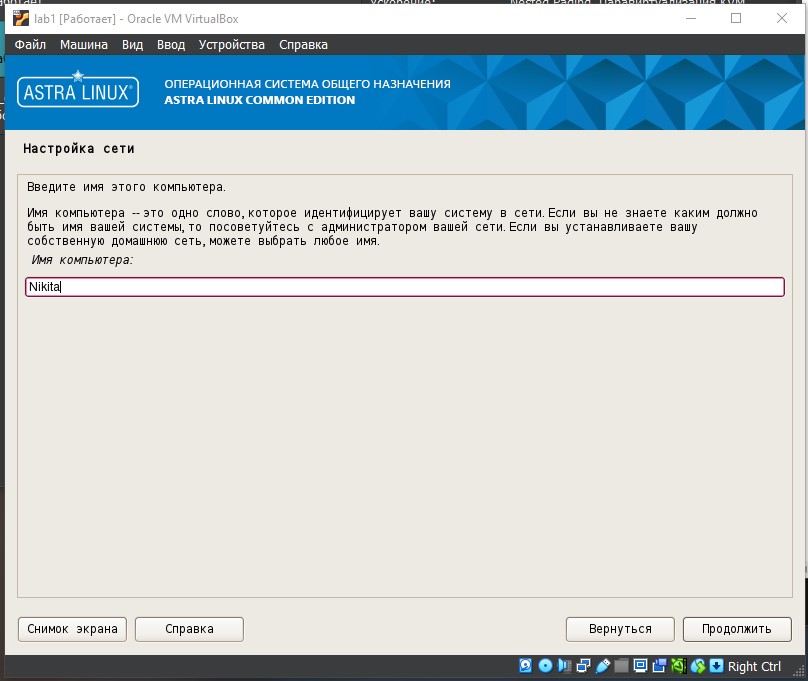 lab1 [Работает] - Oracle VM VirtualBox
Файл Машина Вид Ввод Устройства Справка
ASTRA LINUX®
ОПЕРАЦИОННАЯ СИСТЕМА ОБЩЕГО НАЗНАЧЕНИЯ
ASTRA LINUX COMMON EDITION
Настройка сети
Введите имя этого компьютера.
Имя компьютера -- это одно слово, которое идентифицирует вашу систему в сети. Если вы не знаете каким должно
быть имя вашей системы, то посоветуйтесь с администратором вашей сети. Если вы устанавливаете вашу
собственную домашнюю сеть, можете выбрать любое имя.
Имя компьютера:
Nikita
Снимок экрана Справка Вернуться Продолжить
Right Ctrl